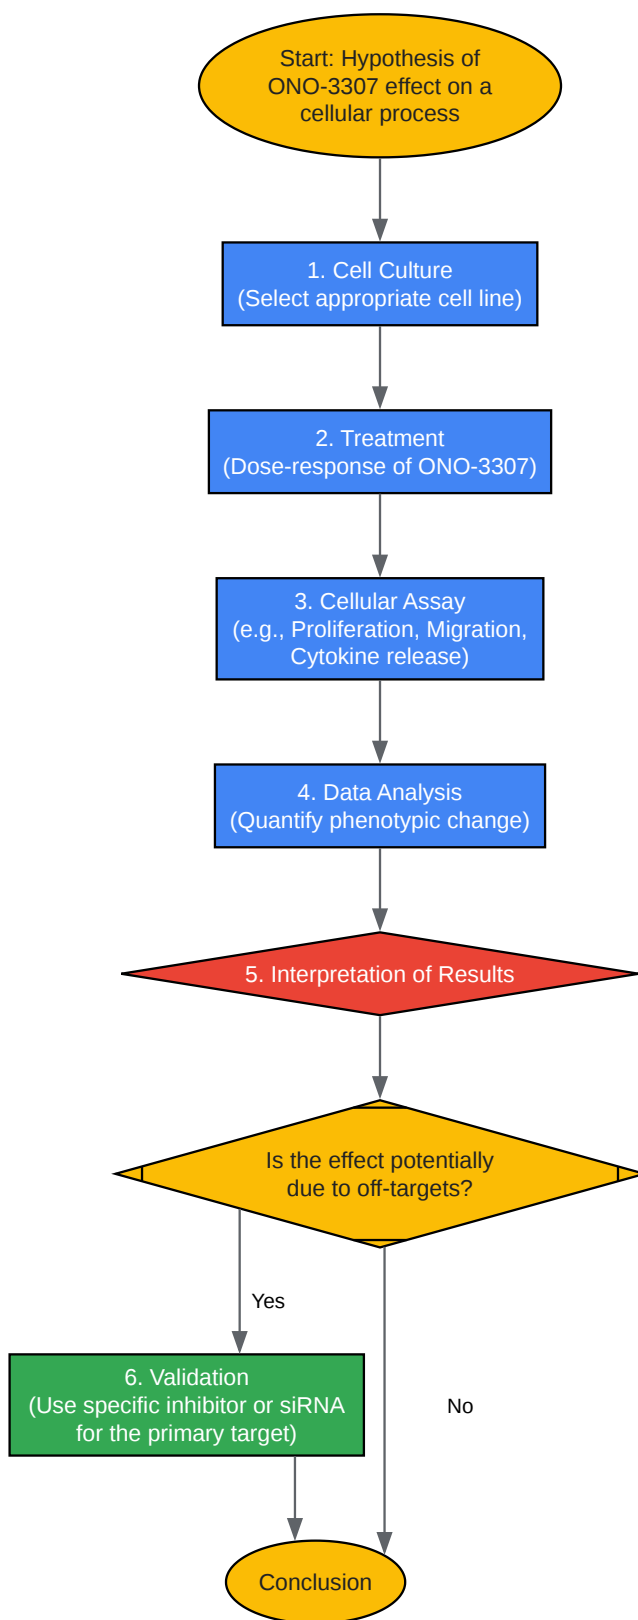 Start: Hypothesis of
ONO-3307 effect on a
cellular process
1. Cell Culture
(Select appropriate cell line)
2. Treatment
(Dose-response of ONO-3307)
3. Cellular Assay
(e.g., Proliferation, Migration,
Cytokine release)
4. Data Analysis
(Quantify phenotypic change)
5. Interpretation of Results
Is the effect potentially
due to off-targets?
Yes
6. Validation
(Use specific inhibitor or siRNA
for the primary target)
No
Conclusion